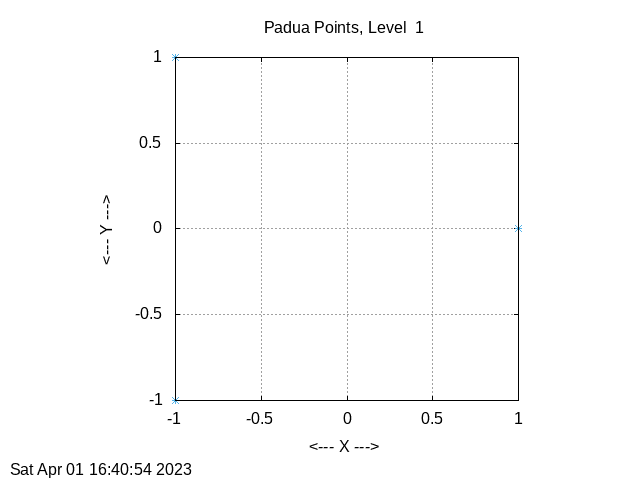 Padua Points, Level  1
1
0.5
0
-0.5
-1
<--- Y --->
-1 -0.5 0 0.5 1
<--- X --->
Sat Apr 01 16:40:54 2023